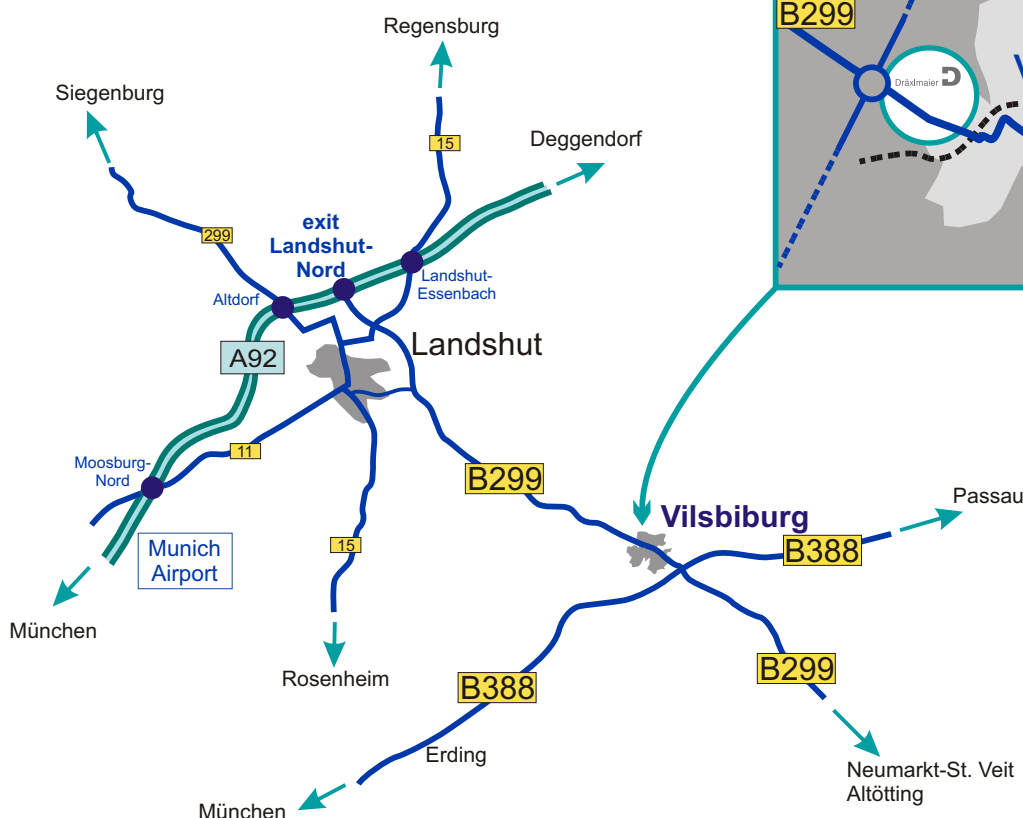 Regensburg
B299
Dräxlmaier
Siegenburg
15
Deggendorf
299
exit
Landshut-
Nord
Landshut-
Essenbach
Altdorf
Landshut
A92
11
Moosburg-
Nord
B299
Passau
Vilsbiburg
Munich
Airport
15
B388
München
Rosenheim
B388
B299
Erding
Neumarkt-St. Veit
Altötting
München